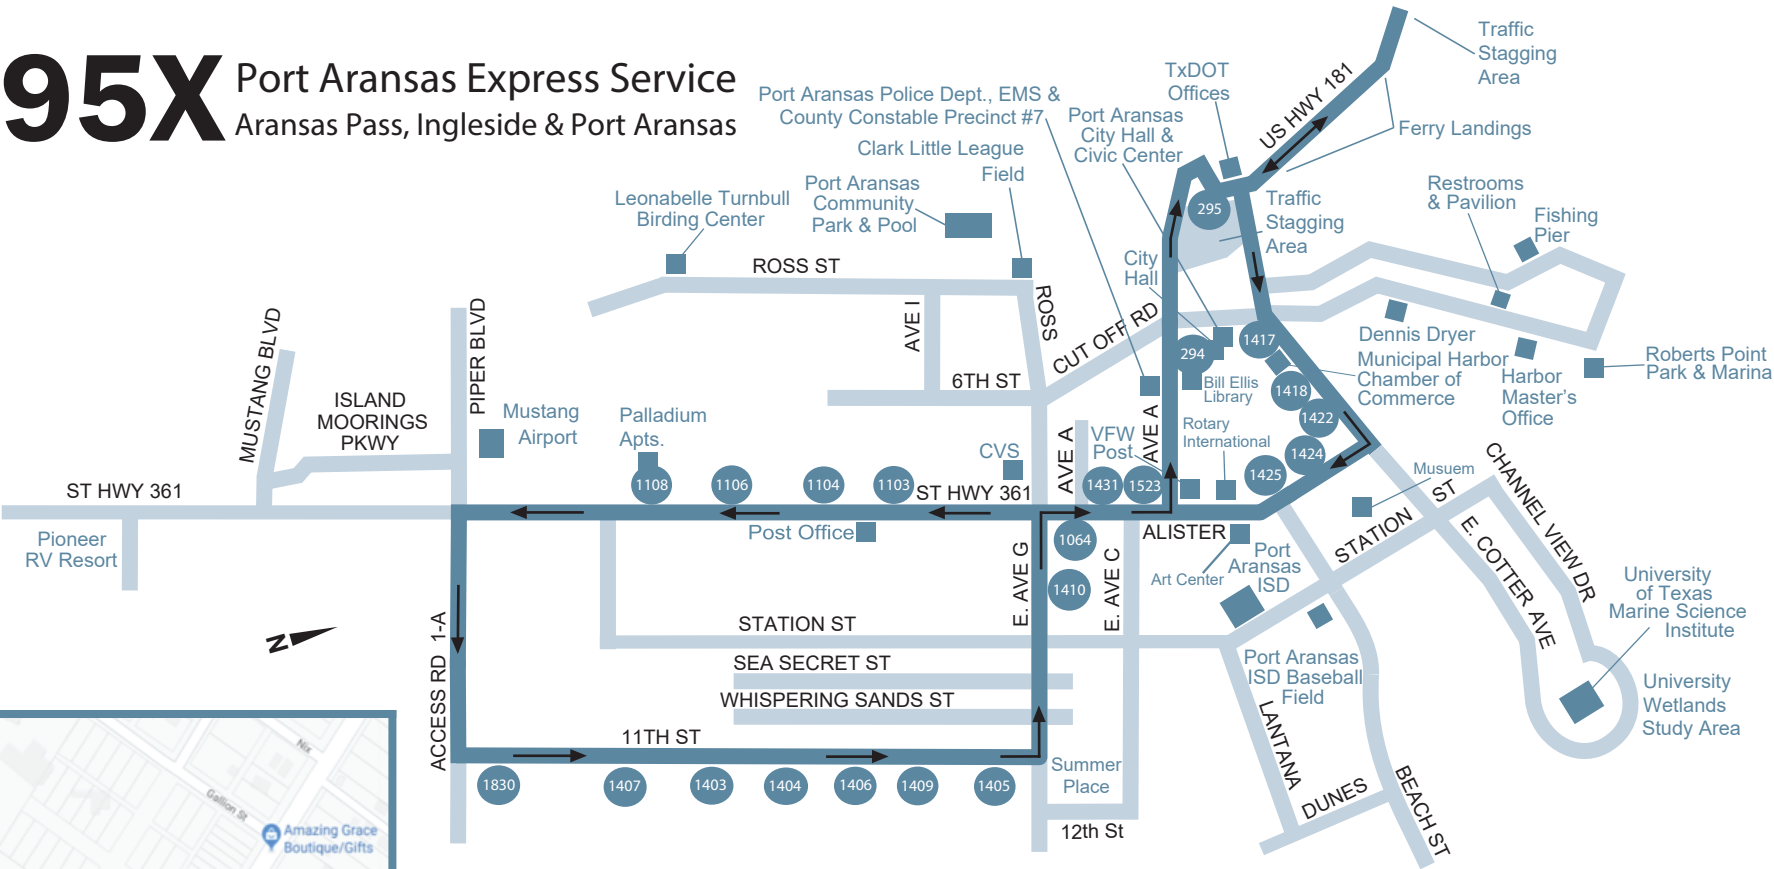 95X
Port Aransas Express Service
Aransas Pass, Ingleside & Port Aransas
Traffic
Stagging
Area
TxDOT
Offices
US HWY 181
Ferry Landings
Port Aransas Police Dept., EMS &
County Constable Precinct #7
Port Aransas
City Hall &
Civic Center
Clark Little League
Field
Port Aransas
Community
Park & Pool
Leonabelle Turnbull
Birding Center
295
Traffic
Stagging
Area
Restrooms
& Pavilion
Fishing
Pier
City
Hall
ROSS ST
ROSS
AVE I
CUT OFF RD
6TH ST
MUSTANG BLVD
PIPER BLVD
ISLAND
MOORINGS
PKWY
Mustang
Airport
Palladium
Apts.
294
1417
Bill Ellis
Library
1418
1422
Dennis Dryer
Municipal Harbor
Chamber of
Commerce
Harbor
Master's
Office
Roberts Point
Park & Marina
CVS
AVE A
VFW
Post
AVE A
Rotary
International
1424
1425
ST HWY 361
1108
1106
1104
1103
ST HWY 361
1431
1523
Musuem
CHANNEL VIEW DR
Pioneer
RV Resort
Post Office
1064
1410
E. AVE G
E. AVE C
ALISTER
Art Center
Port
Aransas
ISD
STATION
ST
E. COTTER AVE
University
of Texas
Marine Science
Institute
N
ACCESS RD 1-A
STATION ST
SEA SECRET ST
WHISPERING SANDS ST
Port Aransas
ISD Baseball
Field
University
Wetlands
Study Area
11TH ST
1830
1407
1403
1404
1406
1409
1405
Summer
Place
12th St
LANTANA
DUNES
BEACH ST
Nix
Gallion St
Amazing Grace
Boutique/Gifts